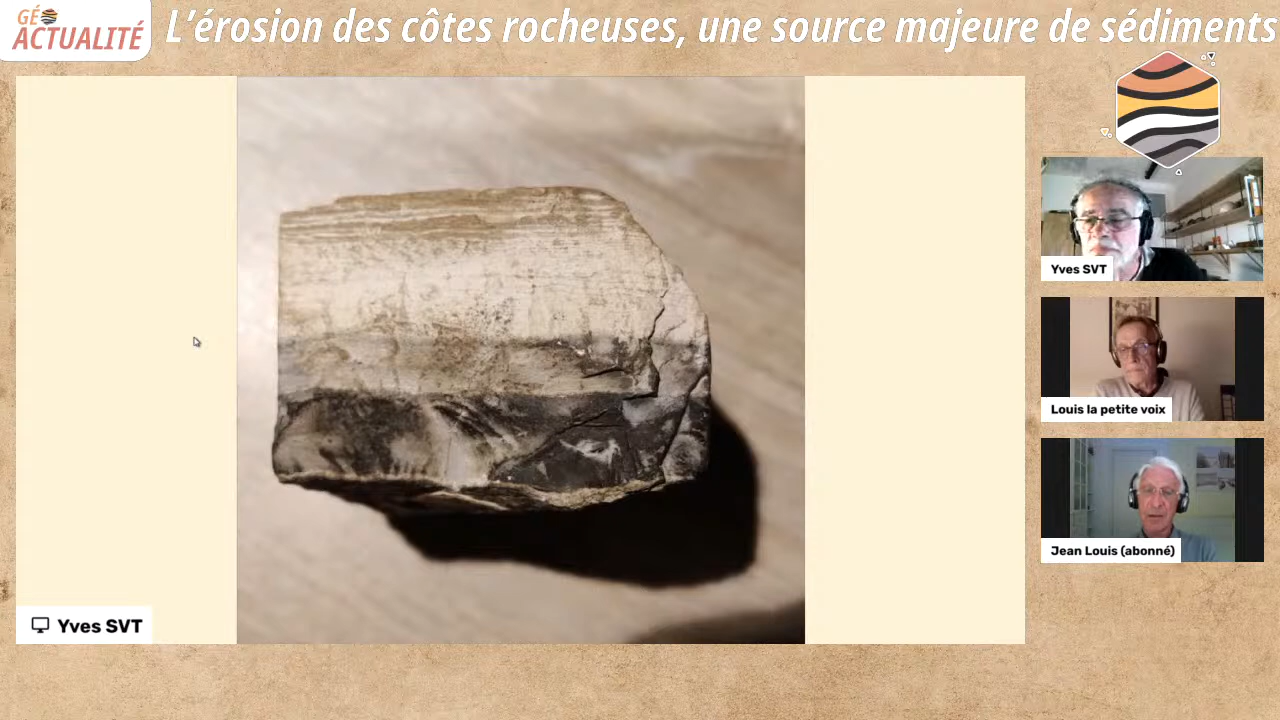 GÉ
ACTUALITÉ
L'érosion des côtes rocheuses, une source majeure de sédiments
Yves SVT
Louis la petite voix
Jean Louis (abonné)
Yves SVT